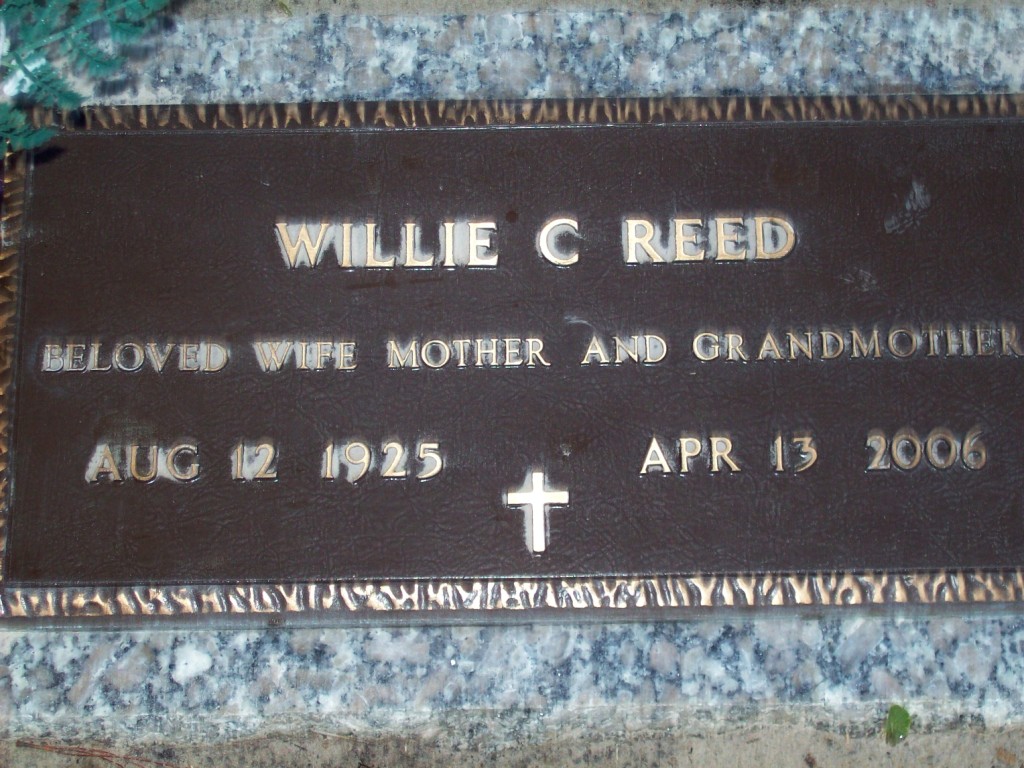 WILLIE C REED
BELOVED WIFE MOTHER AND GRANDMOTHER
AUG 12 1925 APR 13 2006